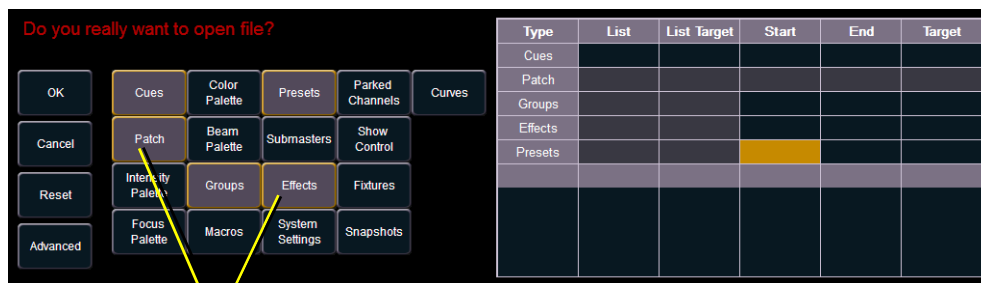 Do you really want to open file?
OK
Cancel
Reset
Advanced
Cues
Color
Palette
Presets
Parked
Channels
Curves
Patch
Beam
Palette
Submasters
Show
Control
Intensity
Palette
Groups
Effects
Fixtures
Focus
Palette
Macros
System
Settings
Snapshots
Type List List Target Start End Target
Cues
Patch
Groups
Effects
Presets